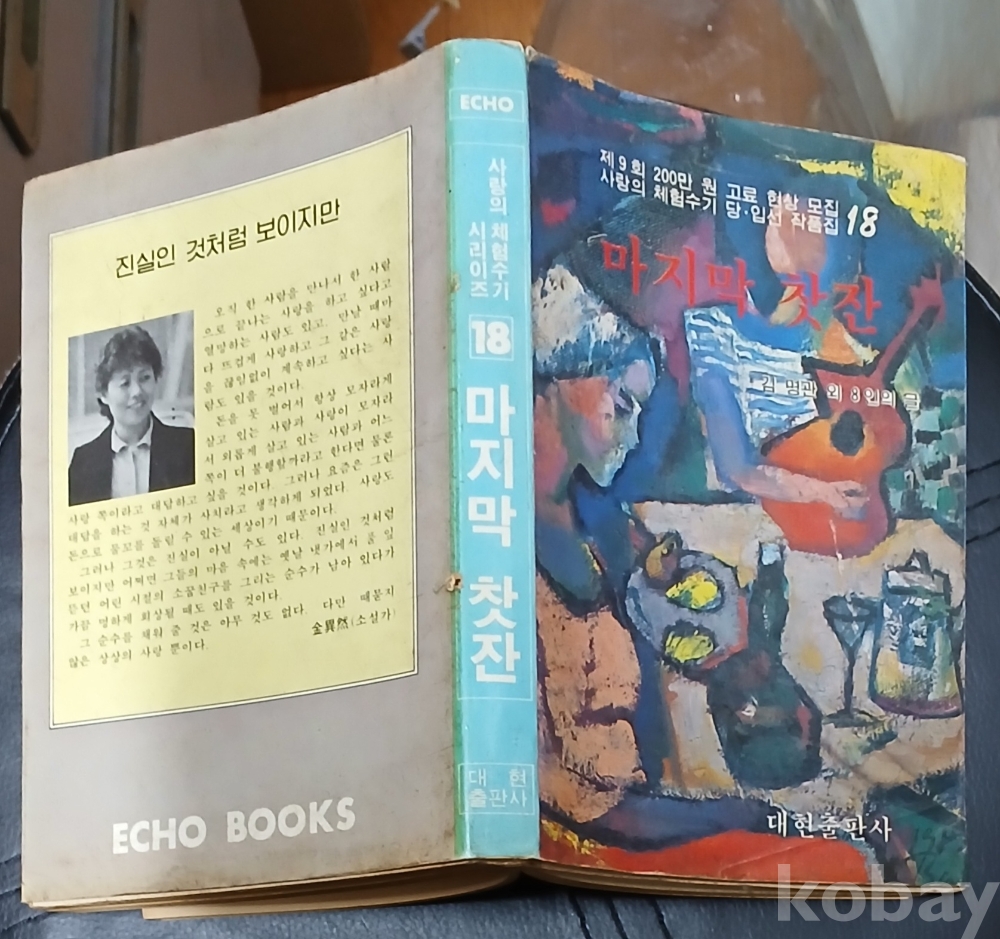 진실인 것처럼 보이지만
오직 한 사람을 만나서 한 사람
으로 끝나는 사랑을 하고 싶다고
열망하는 사람도 있고, 만날 때마
다 뜨겁게 사랑하고 그 같은 사랑
을 끊임없이 계속하고 싶다는 사
람도 있을 것이다.
돈을 못 벌어서 항상 모자라게
살고 있는 사람과 사랑이 모자라
서 외롭게 살고 있는 사람과 어느
쪽이 더 불행할까라고 한다면 물론
사랑 쪽이라고 대답하고 싶을 것이다. 그러나 요즘은 그런
대답을 하는 것 자체가 사치라고 생각하게 되었다. 사랑도
돈으로 물꼬를 돌릴 수 있는 세상이기 때문이다.
그러나 그것은 진실이 아닐 수도 있다. 진실인 것처럼
보이지만 어쩌면 그들의 마음 속에는 옛날 냇가에서 줄 잊
뜯던 어린 시절의 소꿉친구를 그리는 순수가 남아 있다가
가끔 멍하게 회상될 때도 있을 것이다.
그 순수를 채워 줄 것은 아무 것도 없다. 다만 때묻지
않은 상상의 사랑 뿐이다.
金異然(소설가)
ECHO BOOKS
ECHO
사랑의 체험수기
시리이즈
18
마지막 찻잔
대현
출판사
제9회 200만 원 고료 현상 모집
사랑의 체험수기 당·입선 작품집 18
마지막 찻잔
김 명관 외 8인의 글
대현출판사
kobay